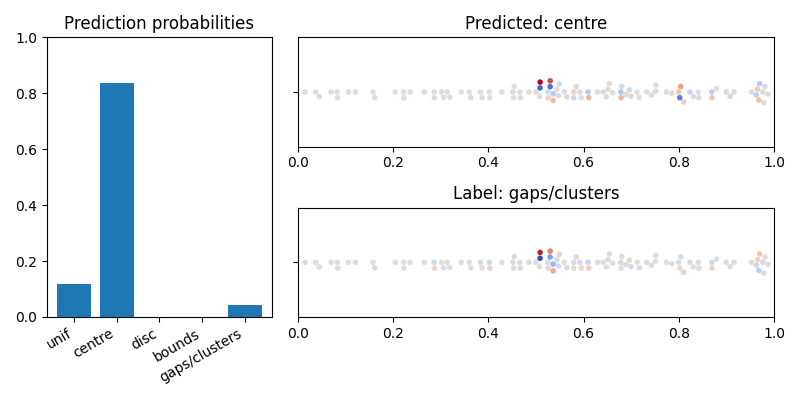 Prediction probabilities
1.0
0.8
0.6
0.4
0.2
0.0
unif
centre
disc
bounds
gaps/clusters
Predicted: centre
0.0 0.2 0.4 0.6 0.8 1.0
Label: gaps/clusters
0.0 0.2 0.4 0.6 0.8 1.0